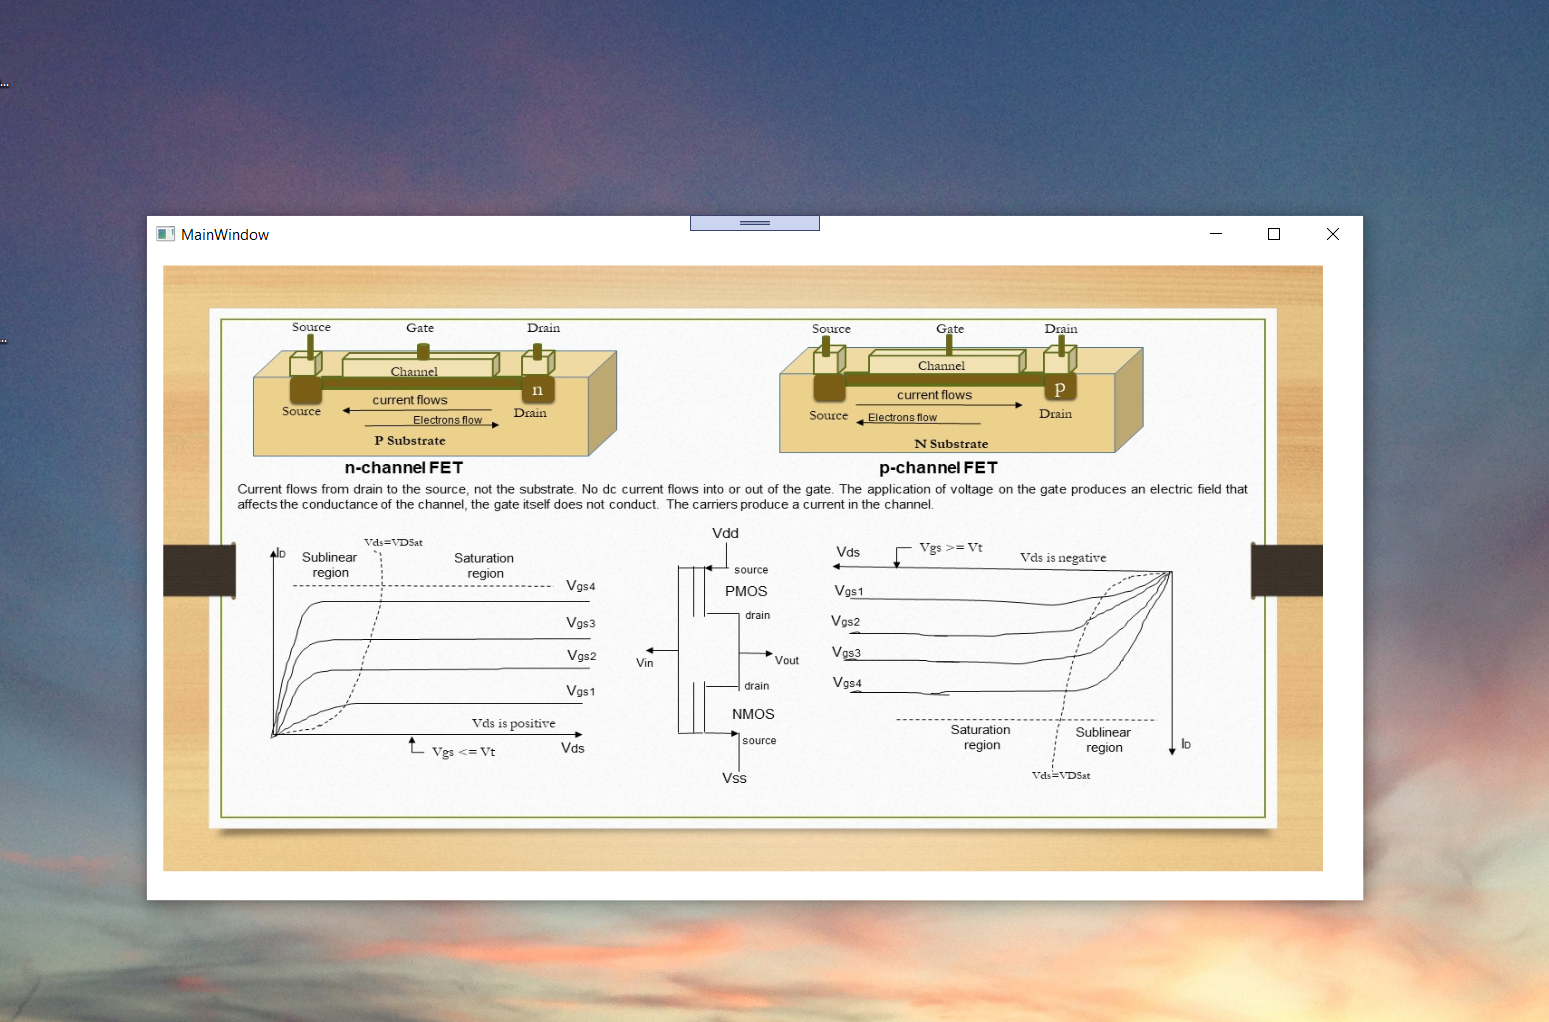 MainWindow
Source Gate Drain
Channel
n
current flows
Source Electrons flow Drain
P Substrate
n-channel FET
Source Gate Drain
Channel
p
current flows
Source Electrons flow Drain
N Substrate
p-channel FET
Current flows from drain to the source, not the substrate. No dc current flows into or out of the gate. The application of voltage on the gate produces an electric field that
affects the conductance of the channel, the gate itself does not conduct. The carriers produce a current in the channel.
Vds=VDSat
ID
Sublinear
region
Saturation
region
Vgs4
Vgs3
Vgs2
Vgs1
Vds is positive
Vgs <= Vt
Vds
Vdd
source
PMOS
drain
Vin
Vout
drain
NMOS
source
Vss
Vds
Vgs >= Vt
Vds is negative
Vgs1
Vgs2
Vgs3
Vgs4
Saturation
region
Sublinear
region
ID
Vds=VDSat